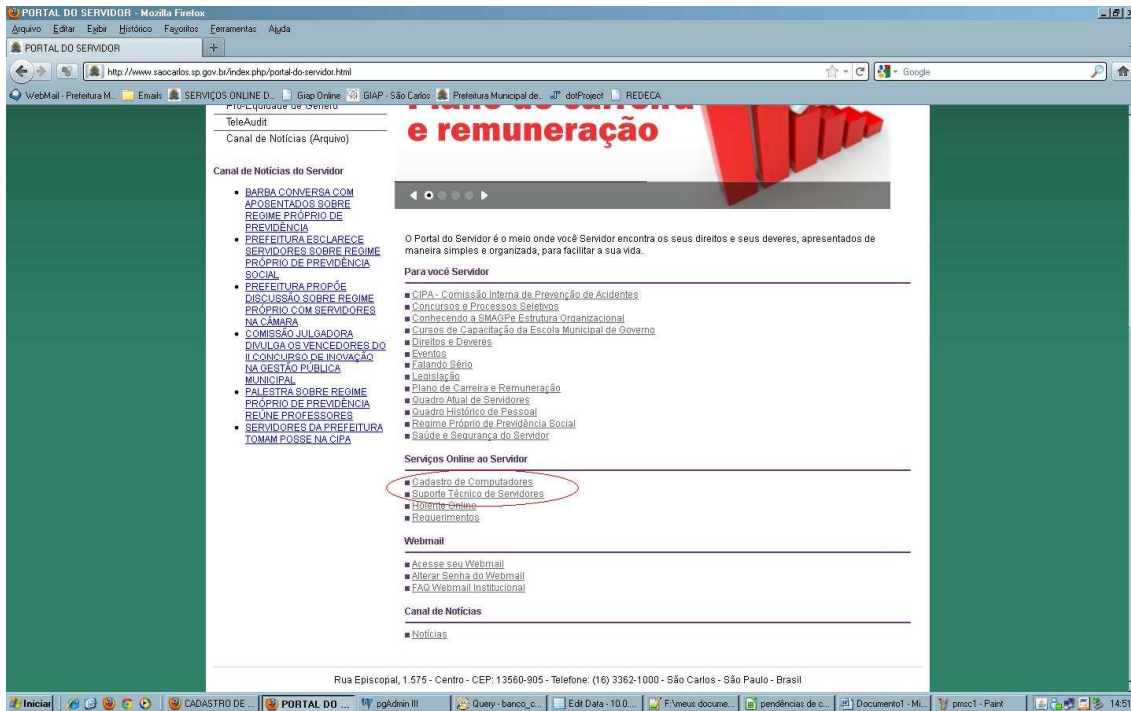 PORTAL DO SERVIDOR - Mozilla Firefox
Arquivo Editar Exibir Histórico Favoritos Ferramentas Ajuda
PORTAL DO SERVIDOR
http://www.saocarlos.sp.gov.br/index.php/portal-do-servidor.html
Google
WebMail - Prefeitura M... Emails SERVIÇOS ONLINE D... Giap Online GIAP - São Carlos Prefeitura Municipal de... dotProject REDECA
Pró-Equidade de Gênero
TeleAudit
Canal de Notícias (Arquivo)
Canal de Notícias do Servidor
BARBA CONVERSA COM
APOSENTADOS SOBRE
REGIME PRÓPRIO DE
PREVIDÊNCIA
PREFEITURA ESCLARECE
SERVIDORES SOBRE REGIME
PRÓPRIO DE PREVIDÊNCIA
SOCIAL
PREFEITURA PROPÕE
DISCUSSÃO SOBRE REGIME
PRÓPRIO COM SERVIDORES
NA CÂMARA
COMISSÃO JULGADORA
DIVULGA OS VENCEDORES DO
II CONCURSO DE INOVAÇÃO
NA GESTÃO PÚBLICA
MUNICIPAL
PALESTRA SOBRE REGIME
PRÓPRIO DE PREVIDÊNCIA
REÚNE PROFESSORES
SERVIDORES DA PREFEITURA
TOMAM POSSE NA CIPA
Plano de carreira
e remuneração
O Portal do Servidor é o meio onde você Servidor encontra os seus direitos e seus deveres, apresentados de
maneira simples e organizada, para facilitar a sua vida.
Para você Servidor
CIPA - Comissão Interna de Prevenção de Acidentes
Concursos e Processos Seletivos
Conhecendo a SMAGPe Estrutura Organizacional
Cursos de Capacitação da Escola Municipal de Governo
Direitos e Deveres
Eventos
Falando Sério
Legislação
Plano de Carreira e Remuneração
Quadro Atual de Servidores
Quadro Histórico de Pessoal
Regime Próprio de Previdência Social
Saúde e Segurança do Servidor
Serviços Online ao Servidor
Cadastro de Computadores
Suporte Técnico de Servidores
Holerite Online
Requerimentos
Webmail
Acesse seu Webmail
Alterar Senha do Webmail
FAQ Webmail Institucional
Canal de Notícias
Notícias
Rua Episcopal, 1.575 - Centro - CEP: 13560-905 - Telefone: (16) 3362-1000 - São Carlos - São Paulo - Brasil
Iniciar CADASTRO DE ... PORTAL DO ... pgAdmin III Query - banco_c... Edit Data - 10.0.... F:\meus docume... pendências de c... Documento1 - Mi... pmsc1 - Paint 14:51